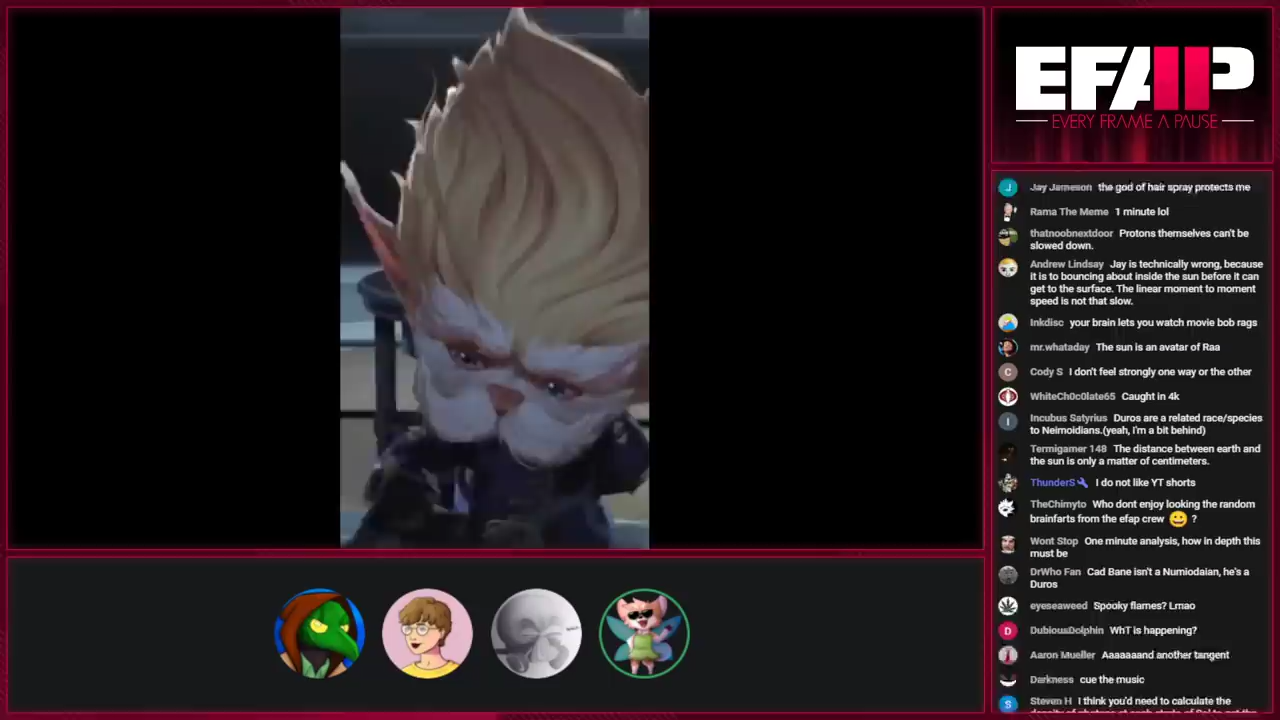 EFAP
EVERY FRAME A PAUSE
Jay Jameson the god of hair spray protects me
Rama The Meme 1 minute lol
thatnoobnextdoor Protons themselves can't be
slowed down.
Andrew Lindsay Jay is technically wrong, because
it is to bouncing about inside the sun before it can
get to the surface. The linear moment to moment
speed is not that slow.
Inkdisc your brain lets you watch movie bob rags
mr.whataday The sun is an avatar of Raa
Cody S I don't feel strongly one way or the other
WhiteCh0c0late65 Caught in 4k
Incubus Satyrius Duros are a related race/species
to Neimoidians.(yeah, I'm a bit behind)
Termigamer 148 The distance between earth and
the sun is only a matter of centimeters.
ThunderS I do not like YT shorts
TheChimyto Who dont enjoy looking the random
brainfarts from the efap crew 😀 ?
Wont Stop One minute analysis, how in depth this
must be
DrWho Fan Cad Bane isn't a Numiodaian, he's a
Duros
eyeseaweed Spooky flames? Lmao
DubiousDolphin WhT is happening?
Aaron Mueller Aaaaaaand another tangent
Darkness cue the music
Steven H I think you'd need to calculate the